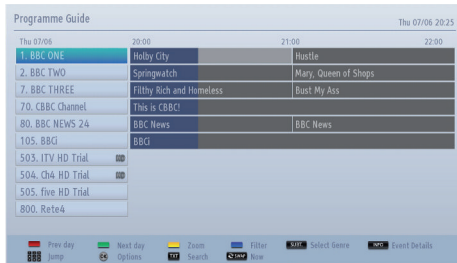 Programme Guide
Thu 07/06 20:25
Thu 07/06 20:00 21:00 22:00
1. BBC ONE Holby City Hustle
2. BBC TWO Springwatch Mary, Queen of Shops
7. BBC THREE Filthy Rich and Homeless Bust My Ass
70. CBBC Channel This is CBBC!
80. BBC NEWS 24 BBC News BBC News
105. BBCi BBCi
503. ITV HD Trial
504. Ch4 HD Trial
505. five HD Trial
800. Rete4
Prev day Next day Zoom Filter SUBT. Select Genre INFO Event Details
Jump Options TXT Search SWAP Now